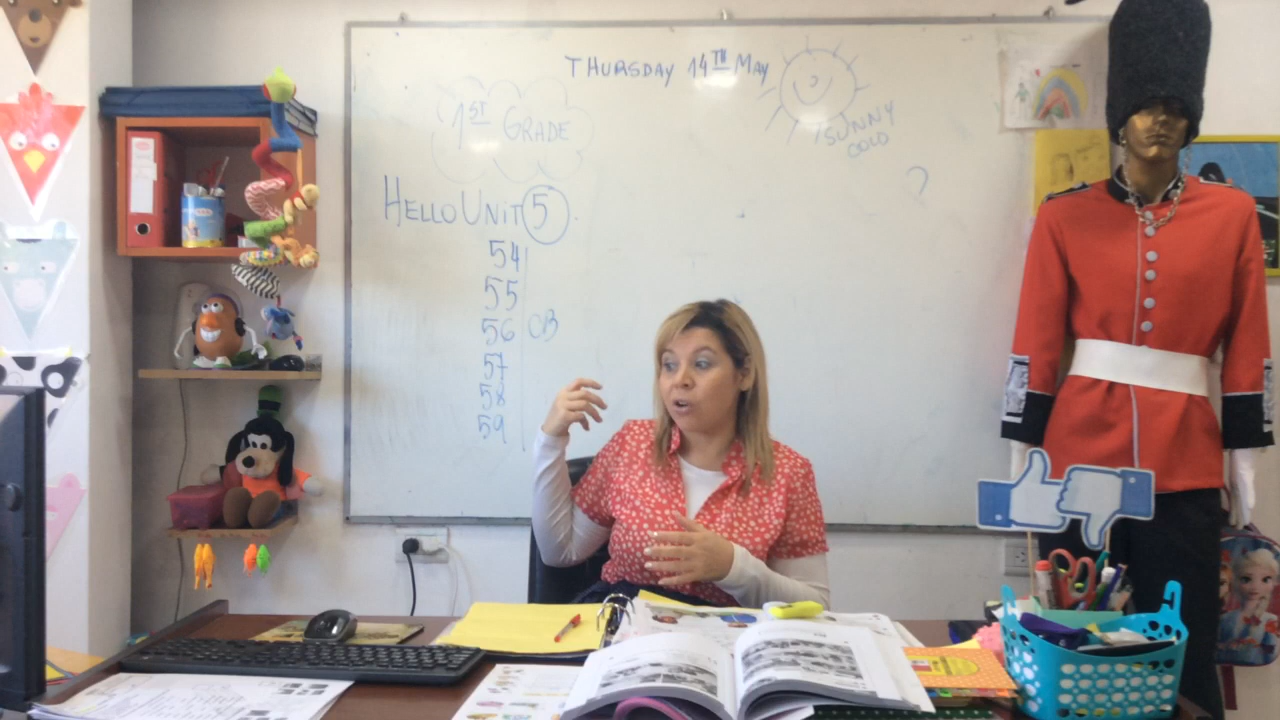 THURSDAY 14TH MAY
1ST GRADE
SUNNY
COLD
?
HELLO UNIT 5
54
55
56 CB
57
58
59